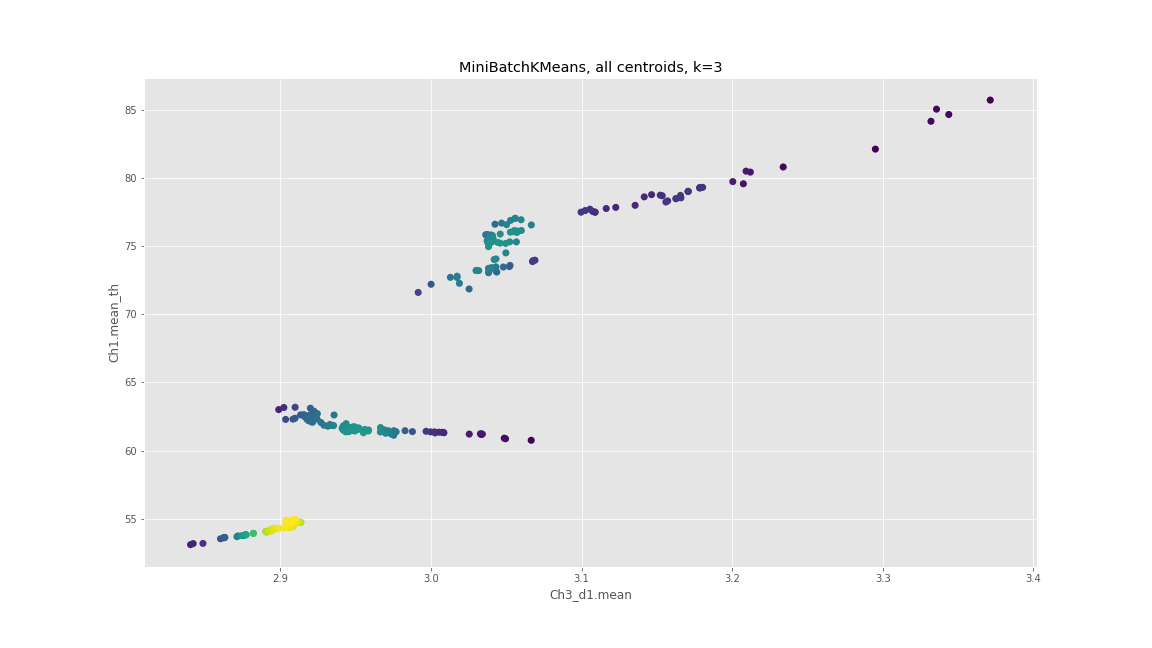 MiniBatchKMeans, all centroids, k=3
Ch1.mean_th
85
80
75
70
65
60
55
2.9 3.0 3.1 3.2 3.3 3.4
Ch3_d1.mean